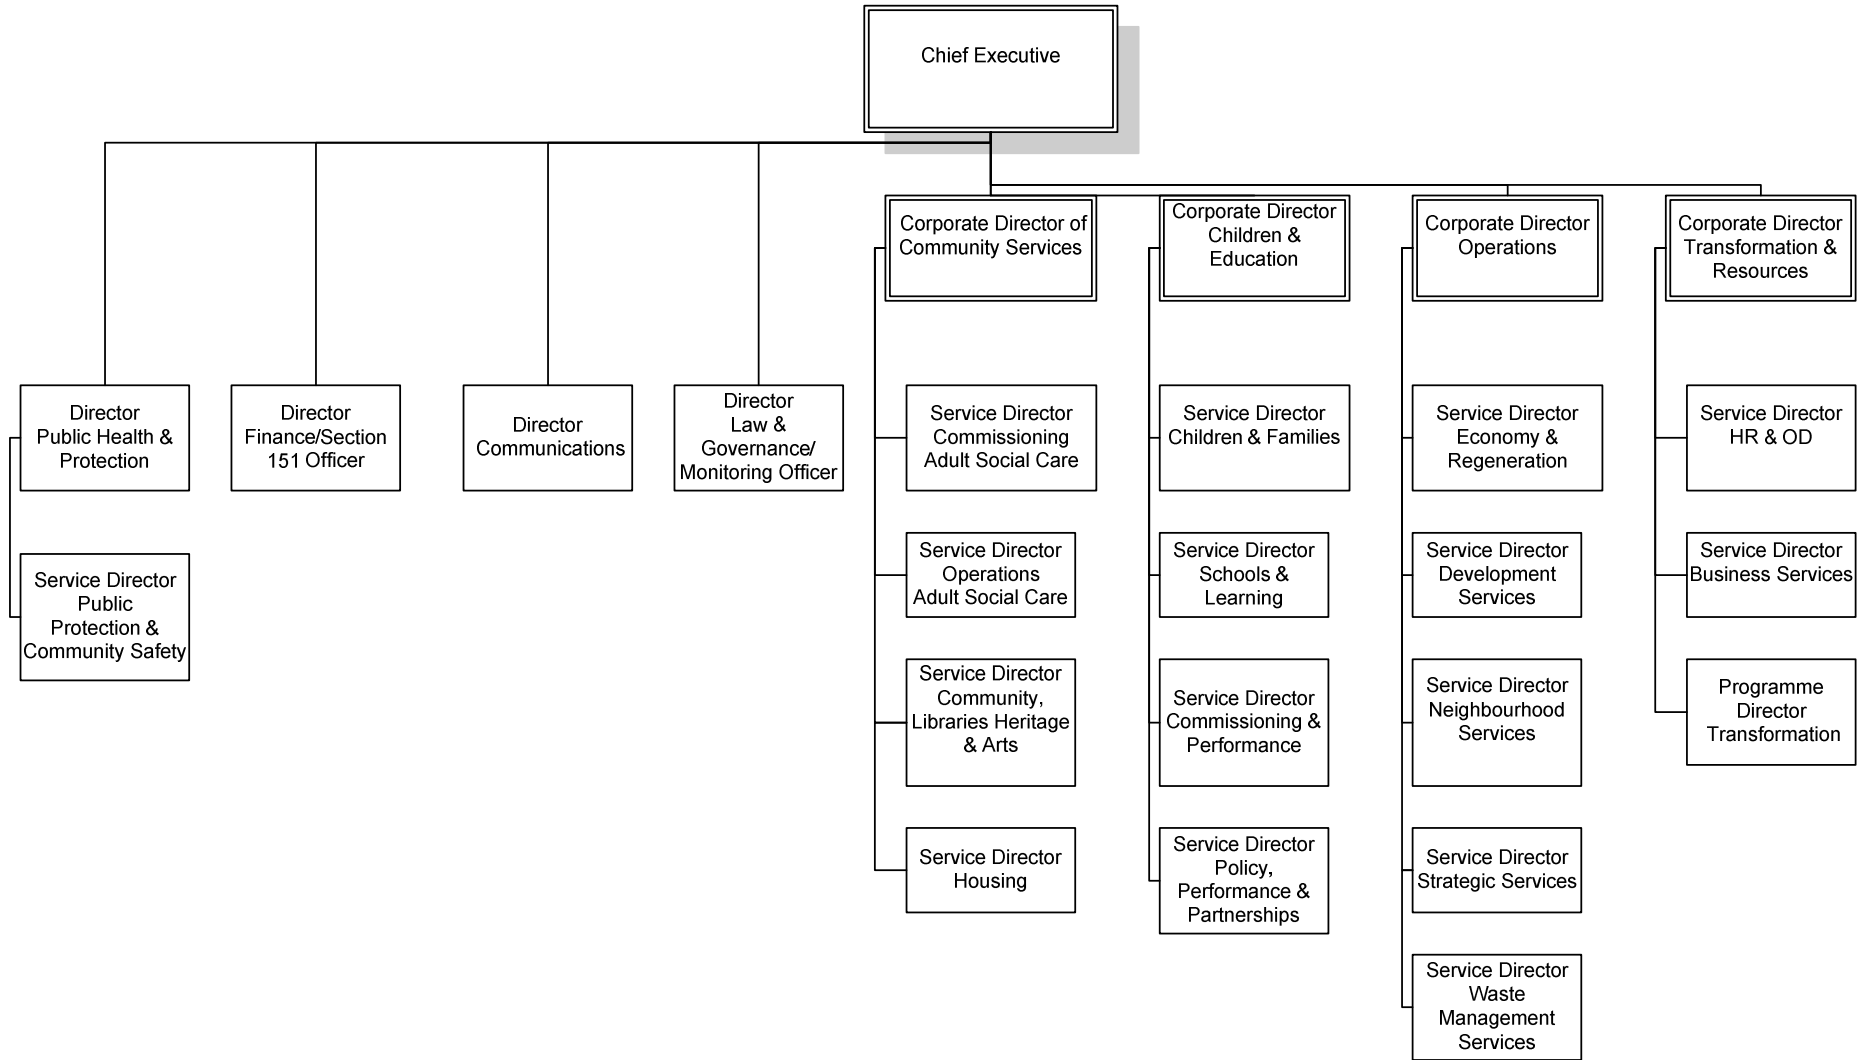 Chief Executive
Corporate Director of
Community Services
Corporate Director
Children &
Education
Corporate Director
Operations
Corporate Director
Transformation &
Resources
Director
Public Health &
Protection
Director
Finance/Section
151 Officer
Director
Communications
Director
Law &
Governance/
Monitoring Officer
Service Director
Commissioning
Adult Social Care
Service Director
Children & Families
Service Director
Economy &
Regeneration
Service Director
HR & OD
Service Director
Public
Protection &
Community Safety
Service Director
Operations
Adult Social Care
Service Director
Schools &
Learning
Service Director
Development
Services
Service Director
Business Services
Service Director
Community,
Libraries Heritage
& Arts
Service Director
Commissioning &
Performance
Service Director
Neighbourhood
Services
Programme
Director
Transformation
Service Director
Housing
Service Director
Policy,
Performance &
Partnerships
Service Director
Strategic Services
Service Director
Waste
Management
Services